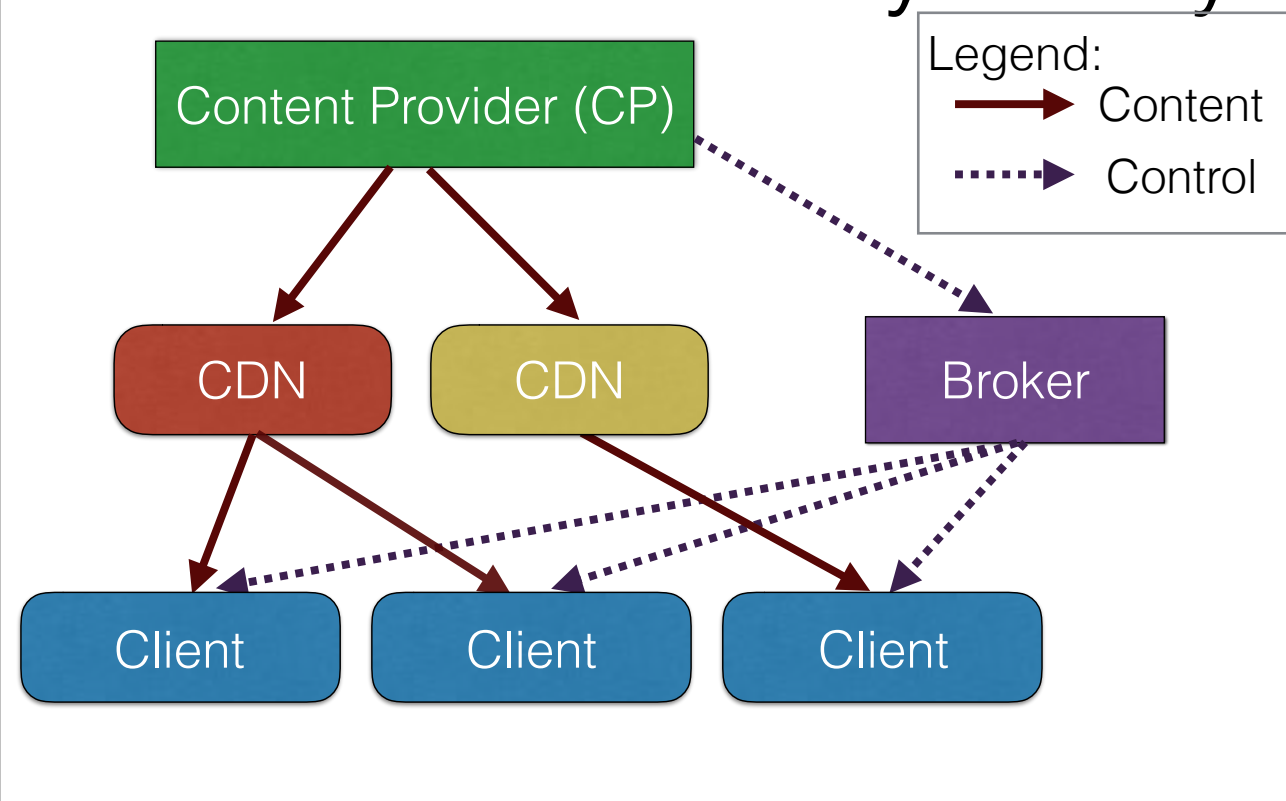 Legend:
Content
Control
Content Provider (CP)
CDN
CDN
Broker
Client
Client
Client